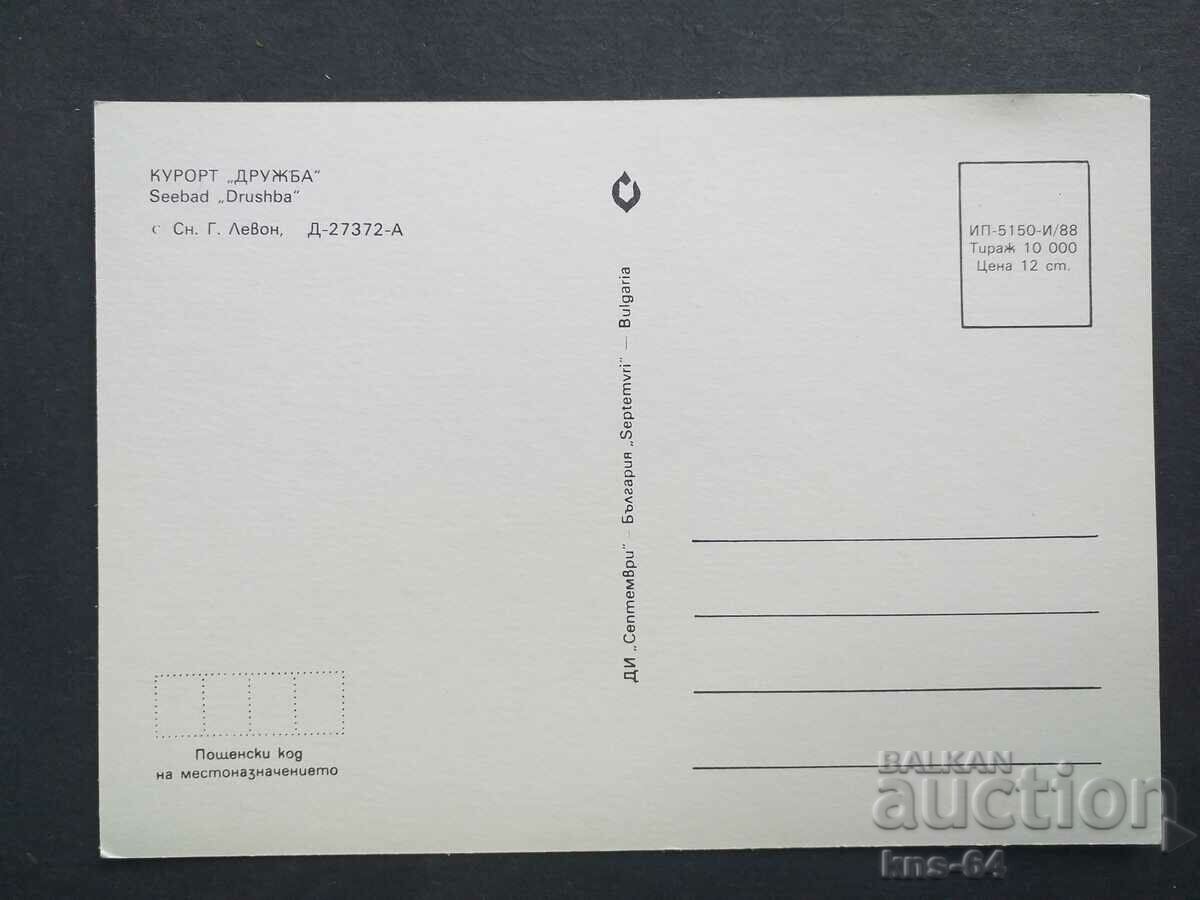 КУРОРТ „ДРУЖБА“
Seebad „Drushba“
с Сн. Г. Левон, Д-27372-А
ДИ „Септември“ – България „Septemvri“ – Bulgaria
ИП-5150-И/88
Тираж 10 000
Цена 12 ст.
Пощенски код
на местоназначението
BALKAN
auction
kns-64